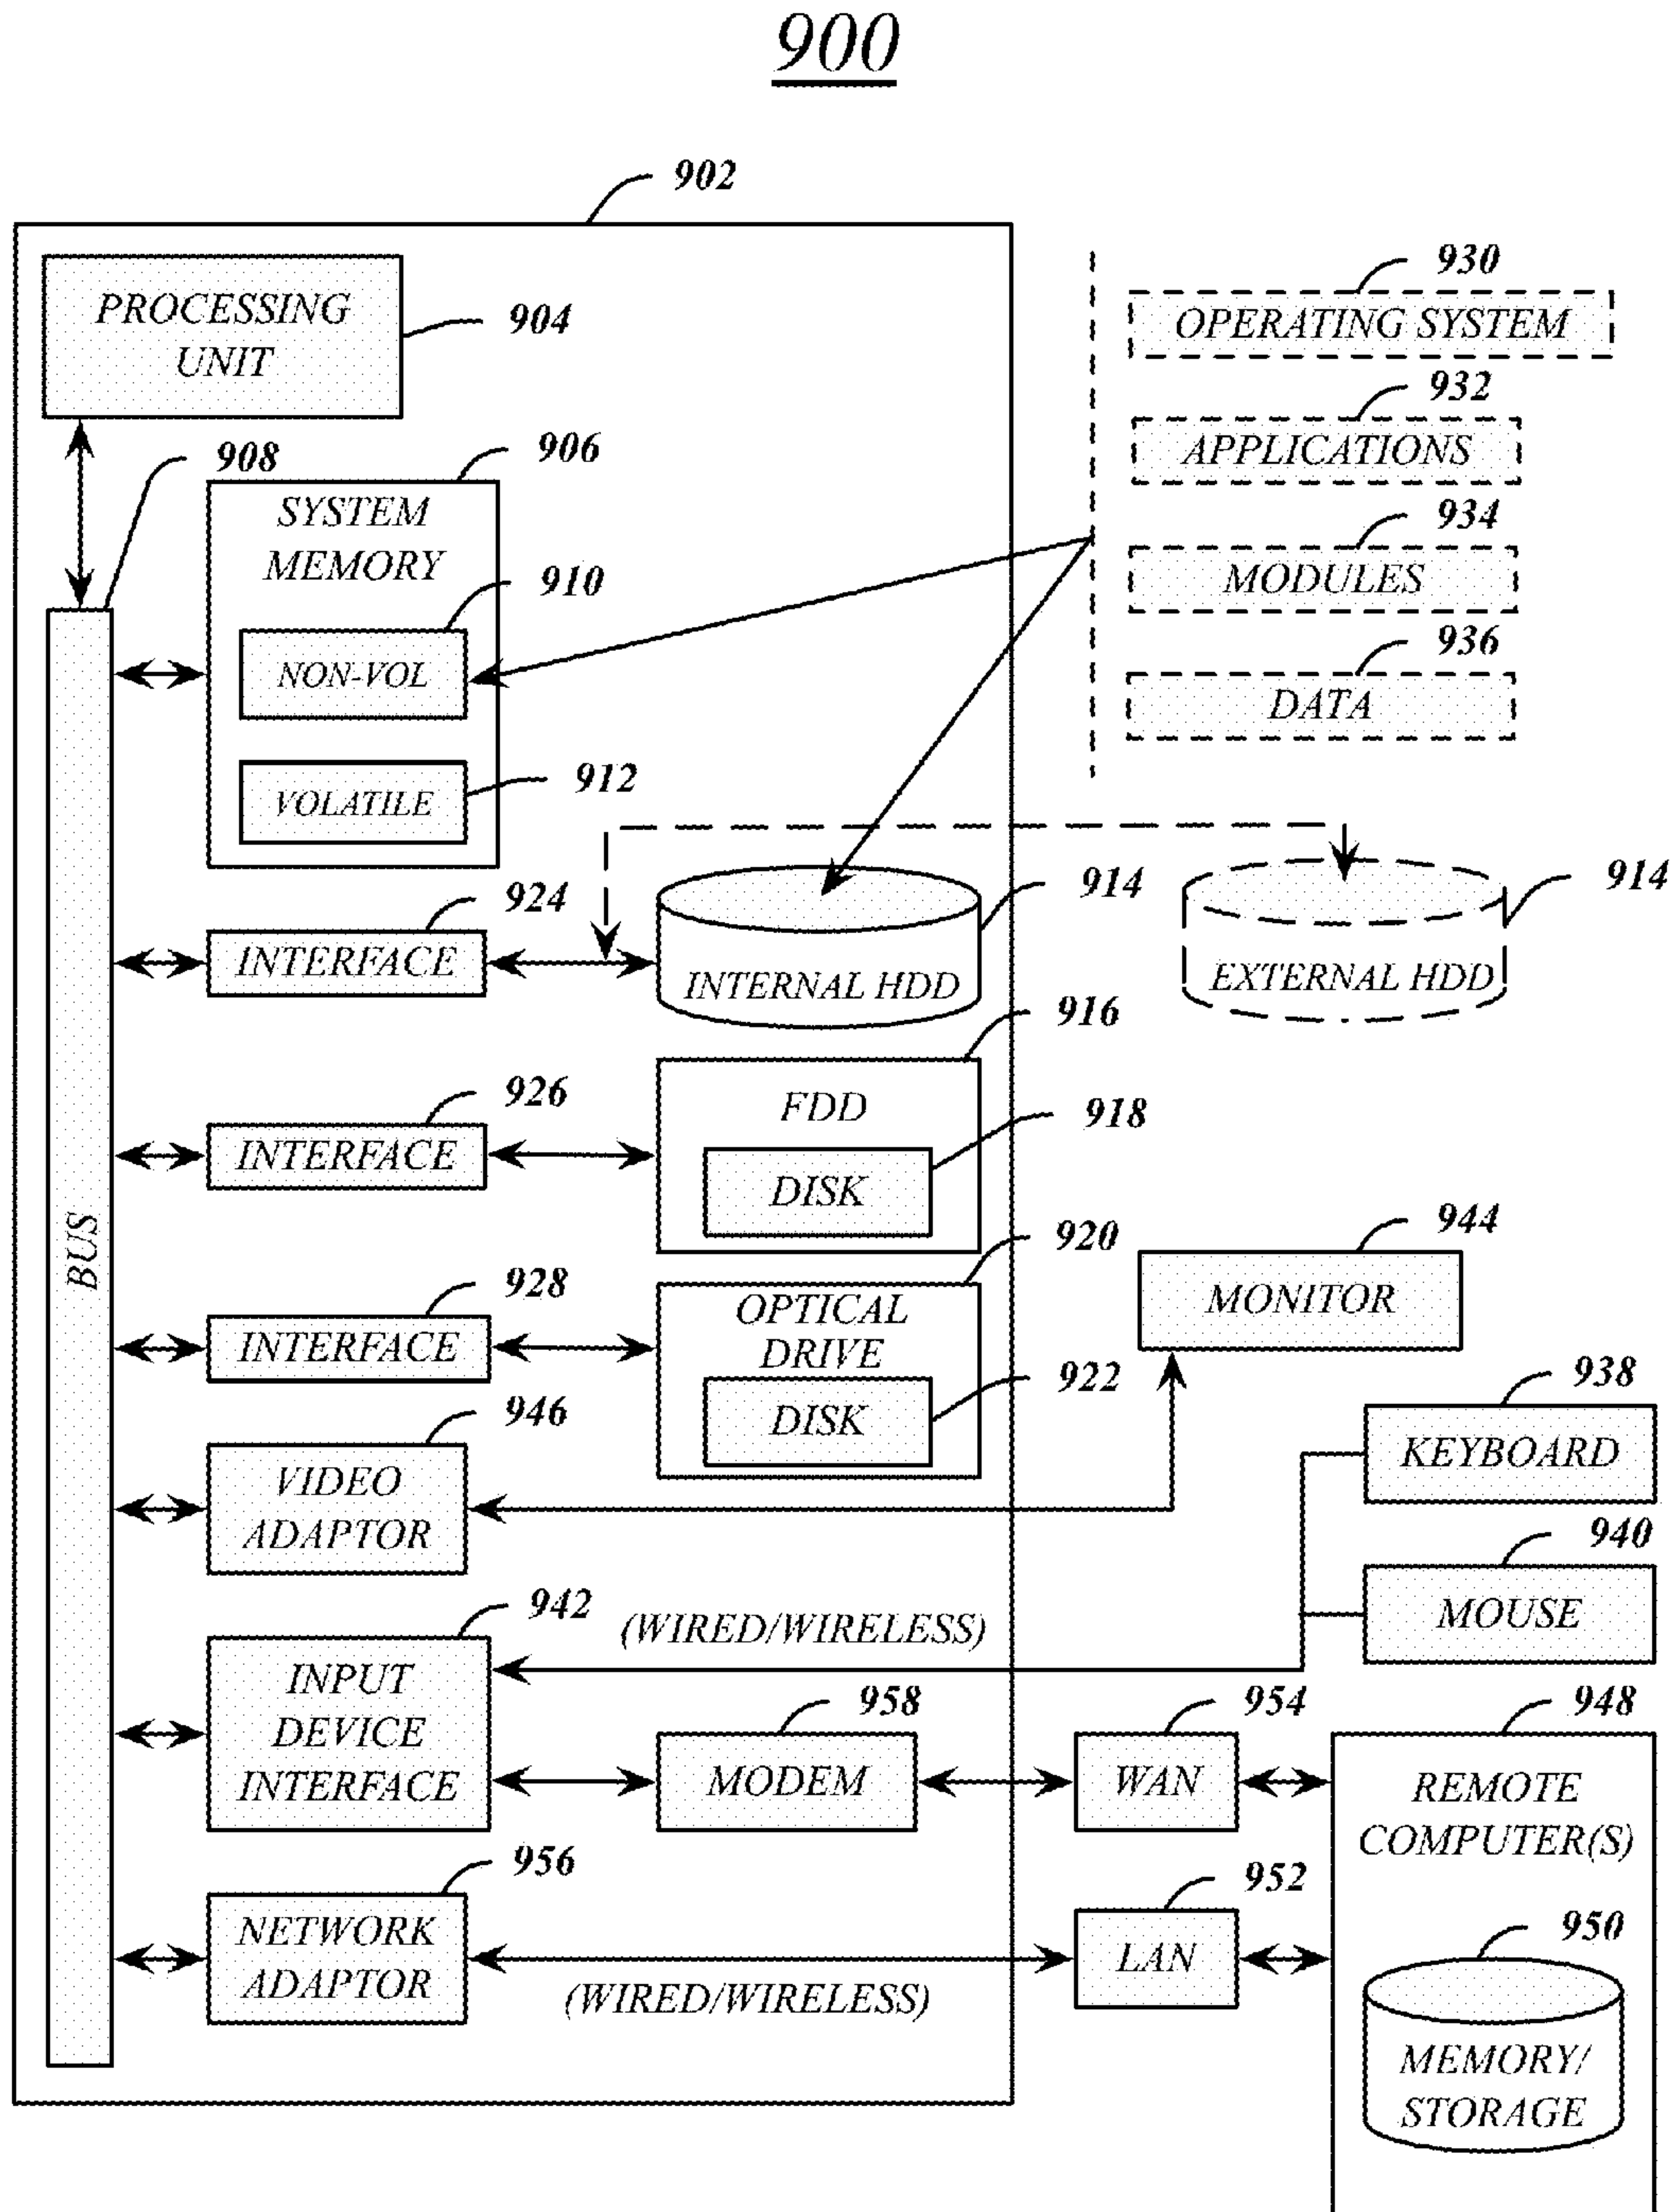 900
902
PROCESSING
UNIT
904
908
906
SYSTEM
MEMORY
910
NON-VOL
912
VOLATILE
930
OPERATING SYSTEM
932
APPLICATIONS
934
MODULES
936
DATA
BUS
924
INTERFACE
914
INTERNAL HDD
914
EXTERNAL HDD
916
FDD
926
INTERFACE
918
DISK
920
OPTICAL
DRIVE
928
INTERFACE
922
DISK
944
MONITOR
946
VIDEO
ADAPTOR
938
KEYBOARD
940
MOUSE
942
(WIRED/WIRELESS)
INPUT
DEVICE
INTERFACE
958
MODEM
954
WAN
948
REMOTE
COMPUTER(S)
956
NETWORK
ADAPTOR
(WIRED/WIRELESS)
952
LAN
950
MEMORY/
STORAGE